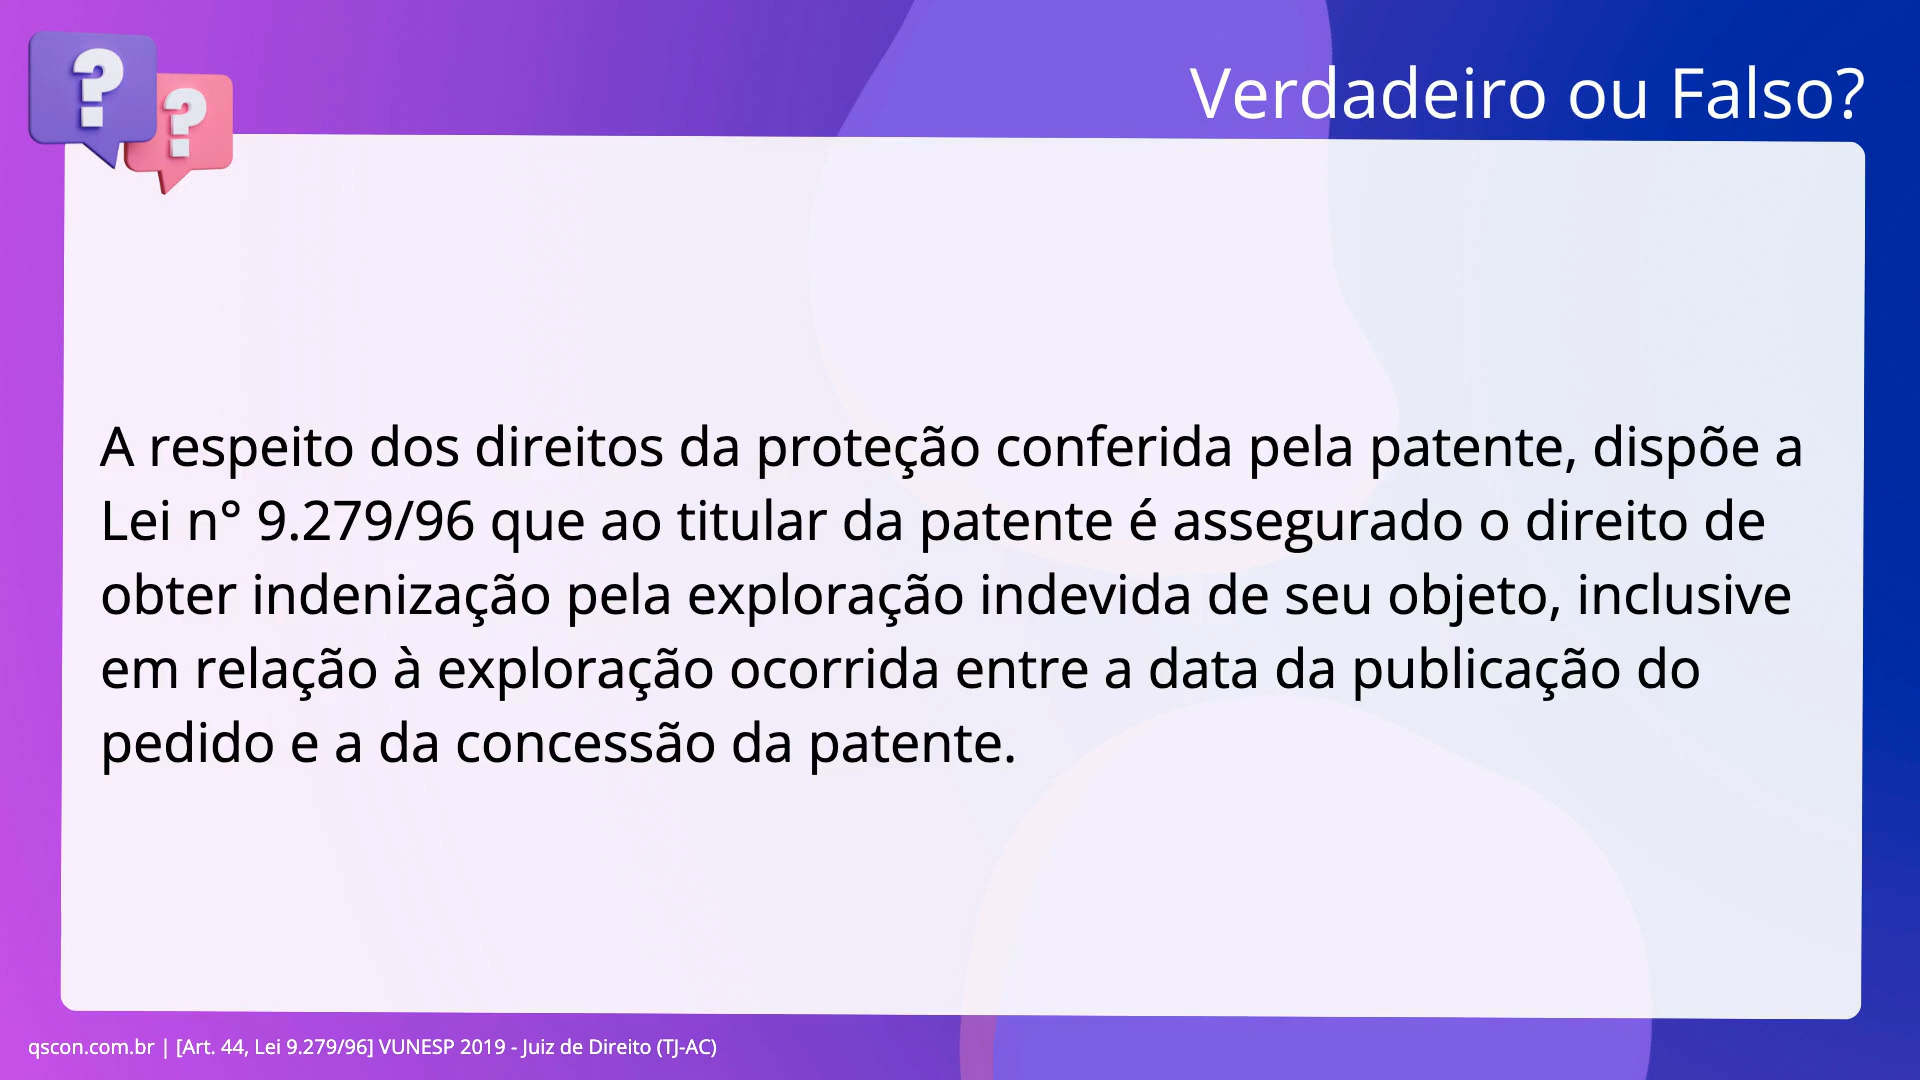 Verdadeiro ou Falso?
A respeito dos direitos da proteção conferida pela patente, dispõe a
Lei n° 9.279/96 que ao titular da patente é assegurado o direito de
obter indenização pela exploração indevida de seu objeto, inclusive
em relação à exploração ocorrida entre a data da publicação do
pedido e a da concessão da patente.
qscon.com.br | [Art. 44, Lei 9.279/96] VUNESP 2019 - Juiz de Direito (TJ-AC)